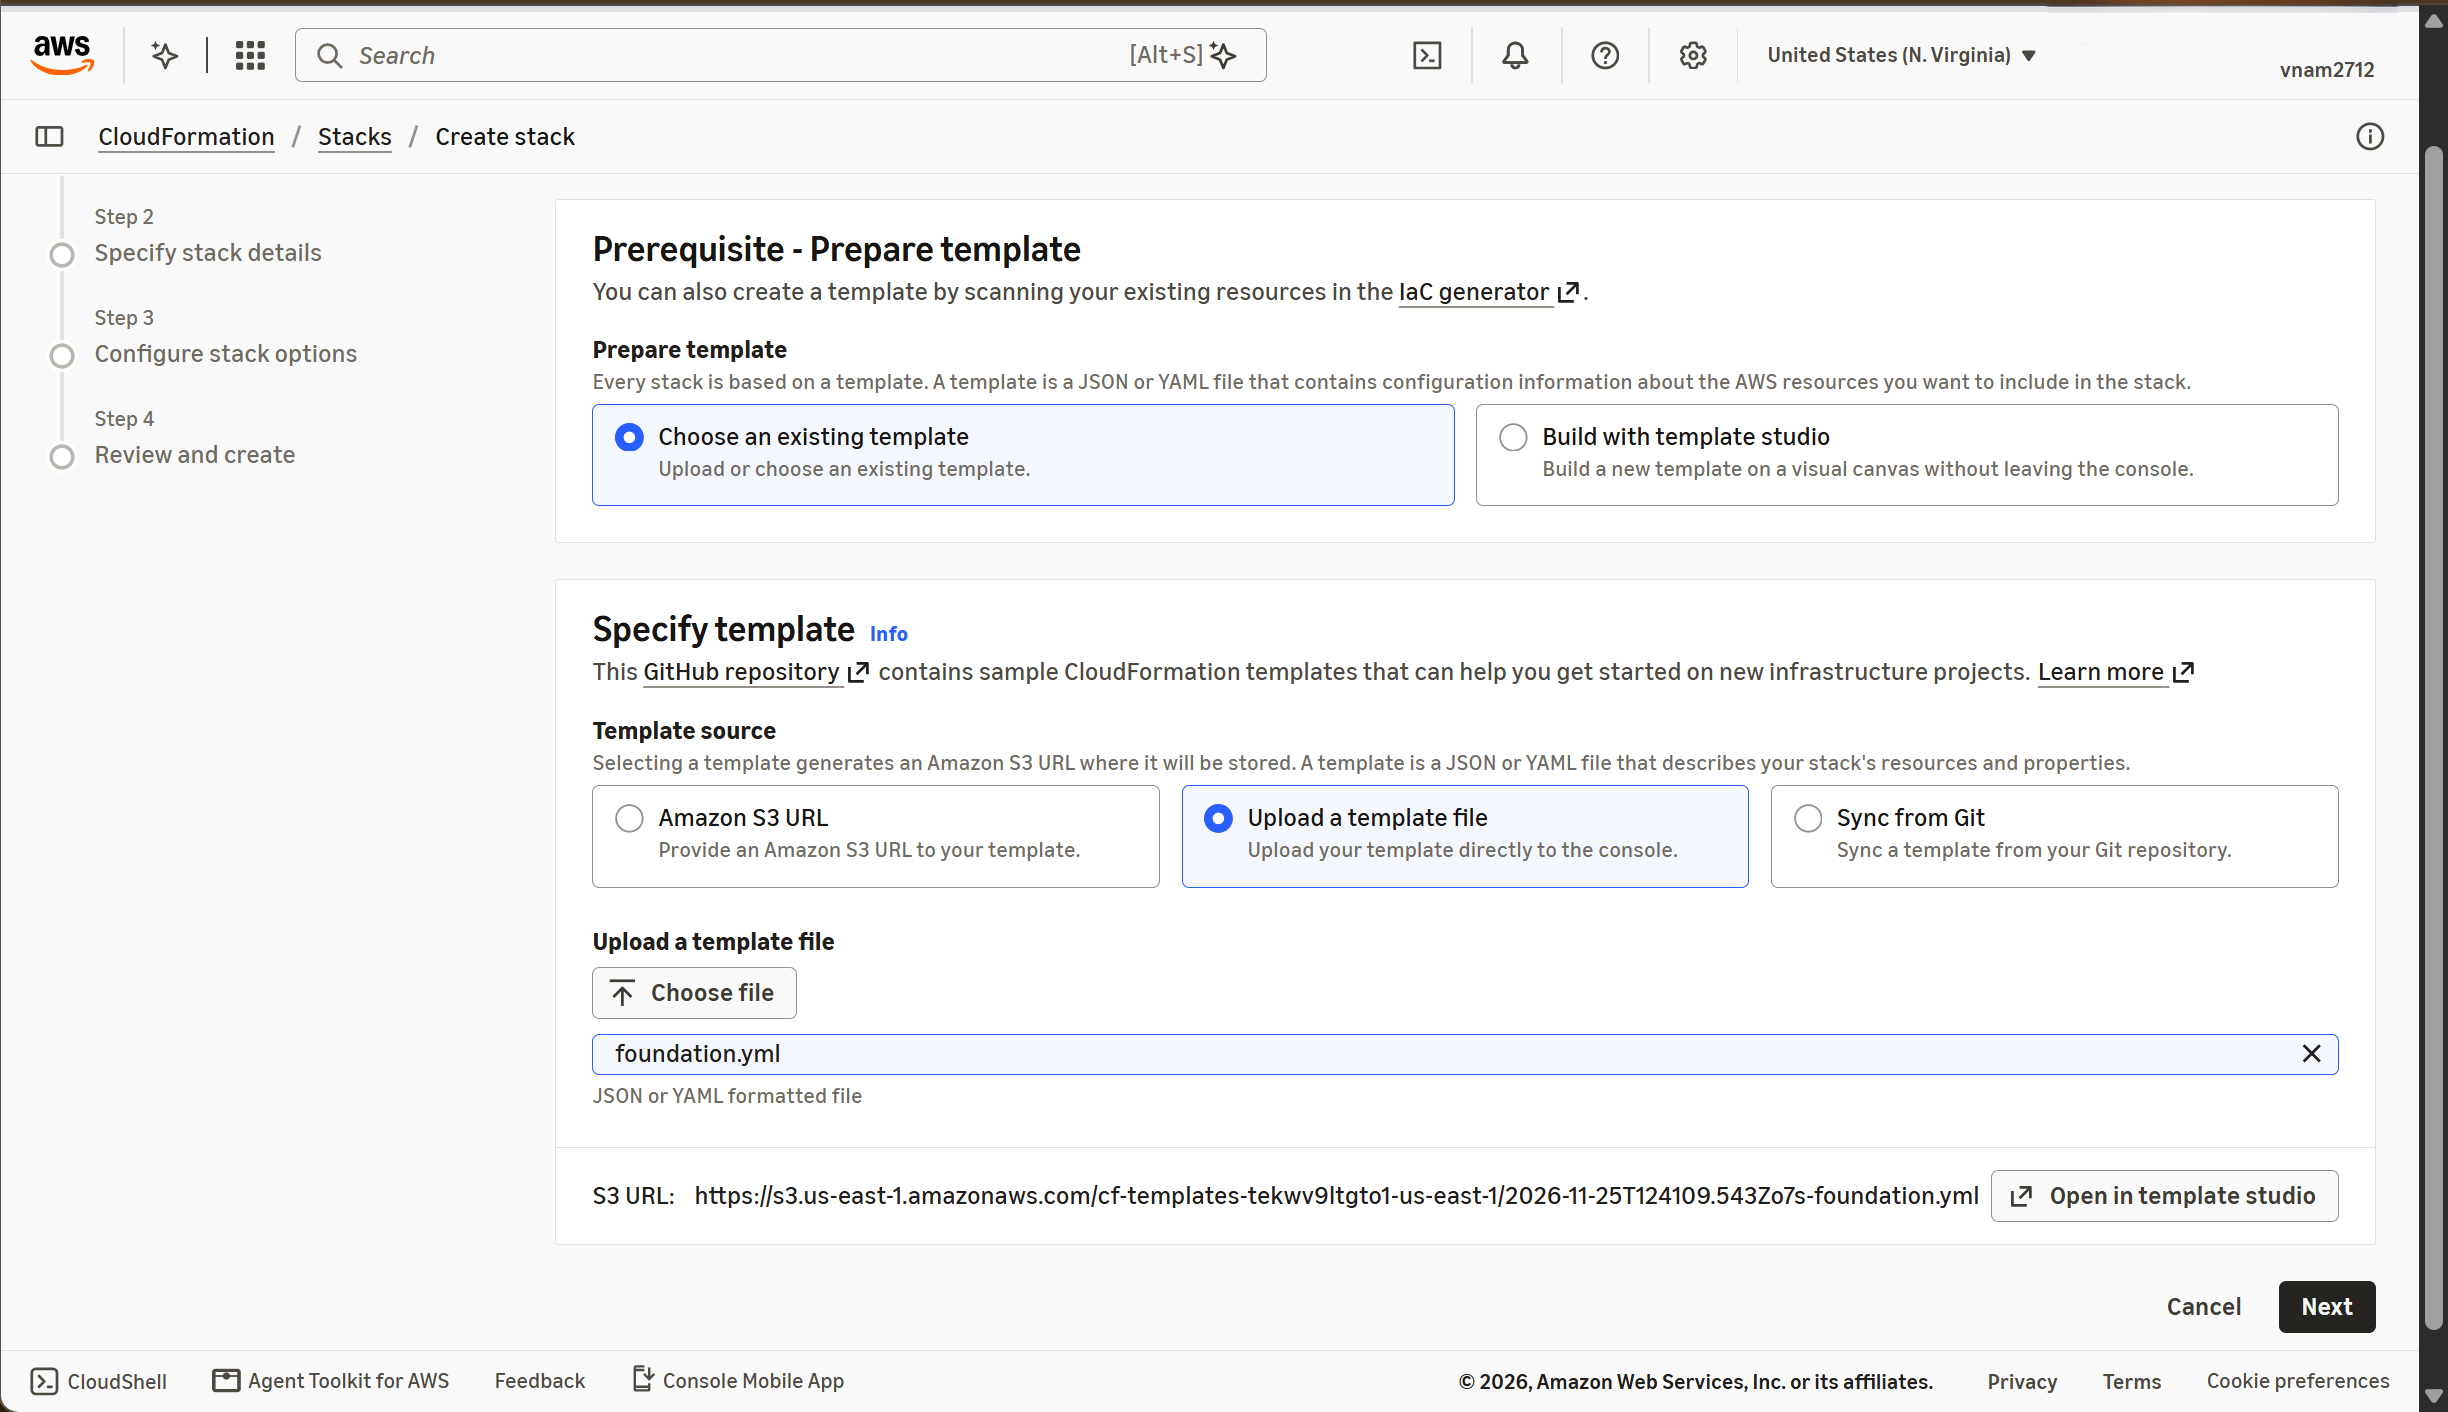 aws
Search [Alt+S]
United States (N. Virginia)
vnam2712
CloudFormation / Stacks / Create stack
Step 2
Specify stack details
Step 3
Configure stack options
Step 4
Review and create
Prerequisite - Prepare template
You can also create a template by scanning your existing resources in the IaC generator .
Prepare template
Every stack is based on a template. A template is a JSON or YAML file that contains configuration information about the AWS resources you want to include in the stack.
Choose an existing template
Upload or choose an existing template.
Build with template studio
Build a new template on a visual canvas without leaving the console.
Specify template Info
This GitHub repository contains sample CloudFormation templates that can help you get started on new infrastructure projects. Learn more
Template source
Selecting a template generates an Amazon S3 URL where it will be stored. A template is a JSON or YAML file that describes your stack's resources and properties.
Amazon S3 URL
Provide an Amazon S3 URL to your template.
Upload a template file
Upload your template directly to the console.
Sync from Git
Sync a template from your Git repository.
Upload a template file
Choose file
foundation.yml
JSON or YAML formatted file
S3 URL: https://s3.us-east-1.amazonaws.com/cf-templates-tekwv9ltgto1-us-east-1/2026-11-25T124109.543Zo7s-foundation.yml
Open in template studio
Cancel
Next
CloudShell
Agent Toolkit for AWS
Feedback
Console Mobile App
© 2026, Amazon Web Services, Inc. or its affiliates.
Privacy
Terms
Cookie preferences